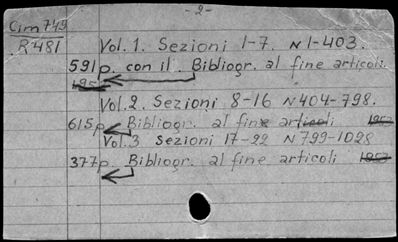 - 2 -
Cim 749
R 481
Vol. 1. Sezioni 1-7. N 1-403.
591 p. con il Bibliogr. al fine articoli.
Vol. 2. Sezioni 8-16 N 404-798.
615 p. Bibliogr. al fine articoli
Vol. 3 Sezioni 17-22 N 799-1028
377 p. Bibliogr. al fine articoli